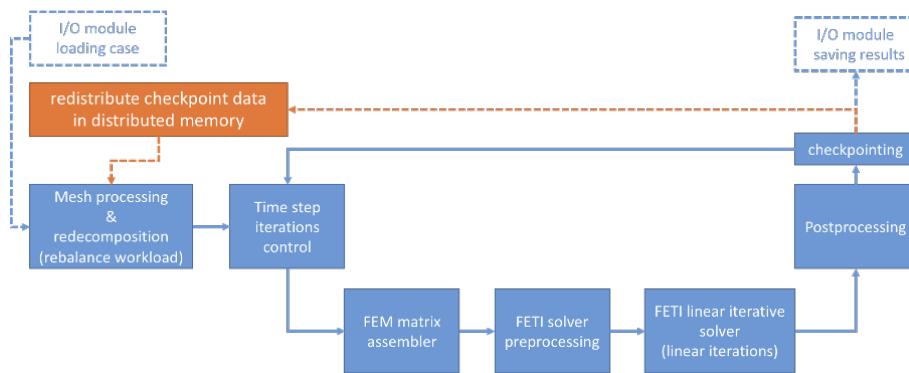 I/O module
loading case
I/O module
saving results
redistribute checkpoint data
in distributed memory
checkpointing
Mesh processing
&
redecomposition
(rebalance workload)
Time step
iterations
control
Postprocessing
FEM matrix
assembler
FETI solver
preprocessing
FETI linear iterative
solver
(linear iterations)